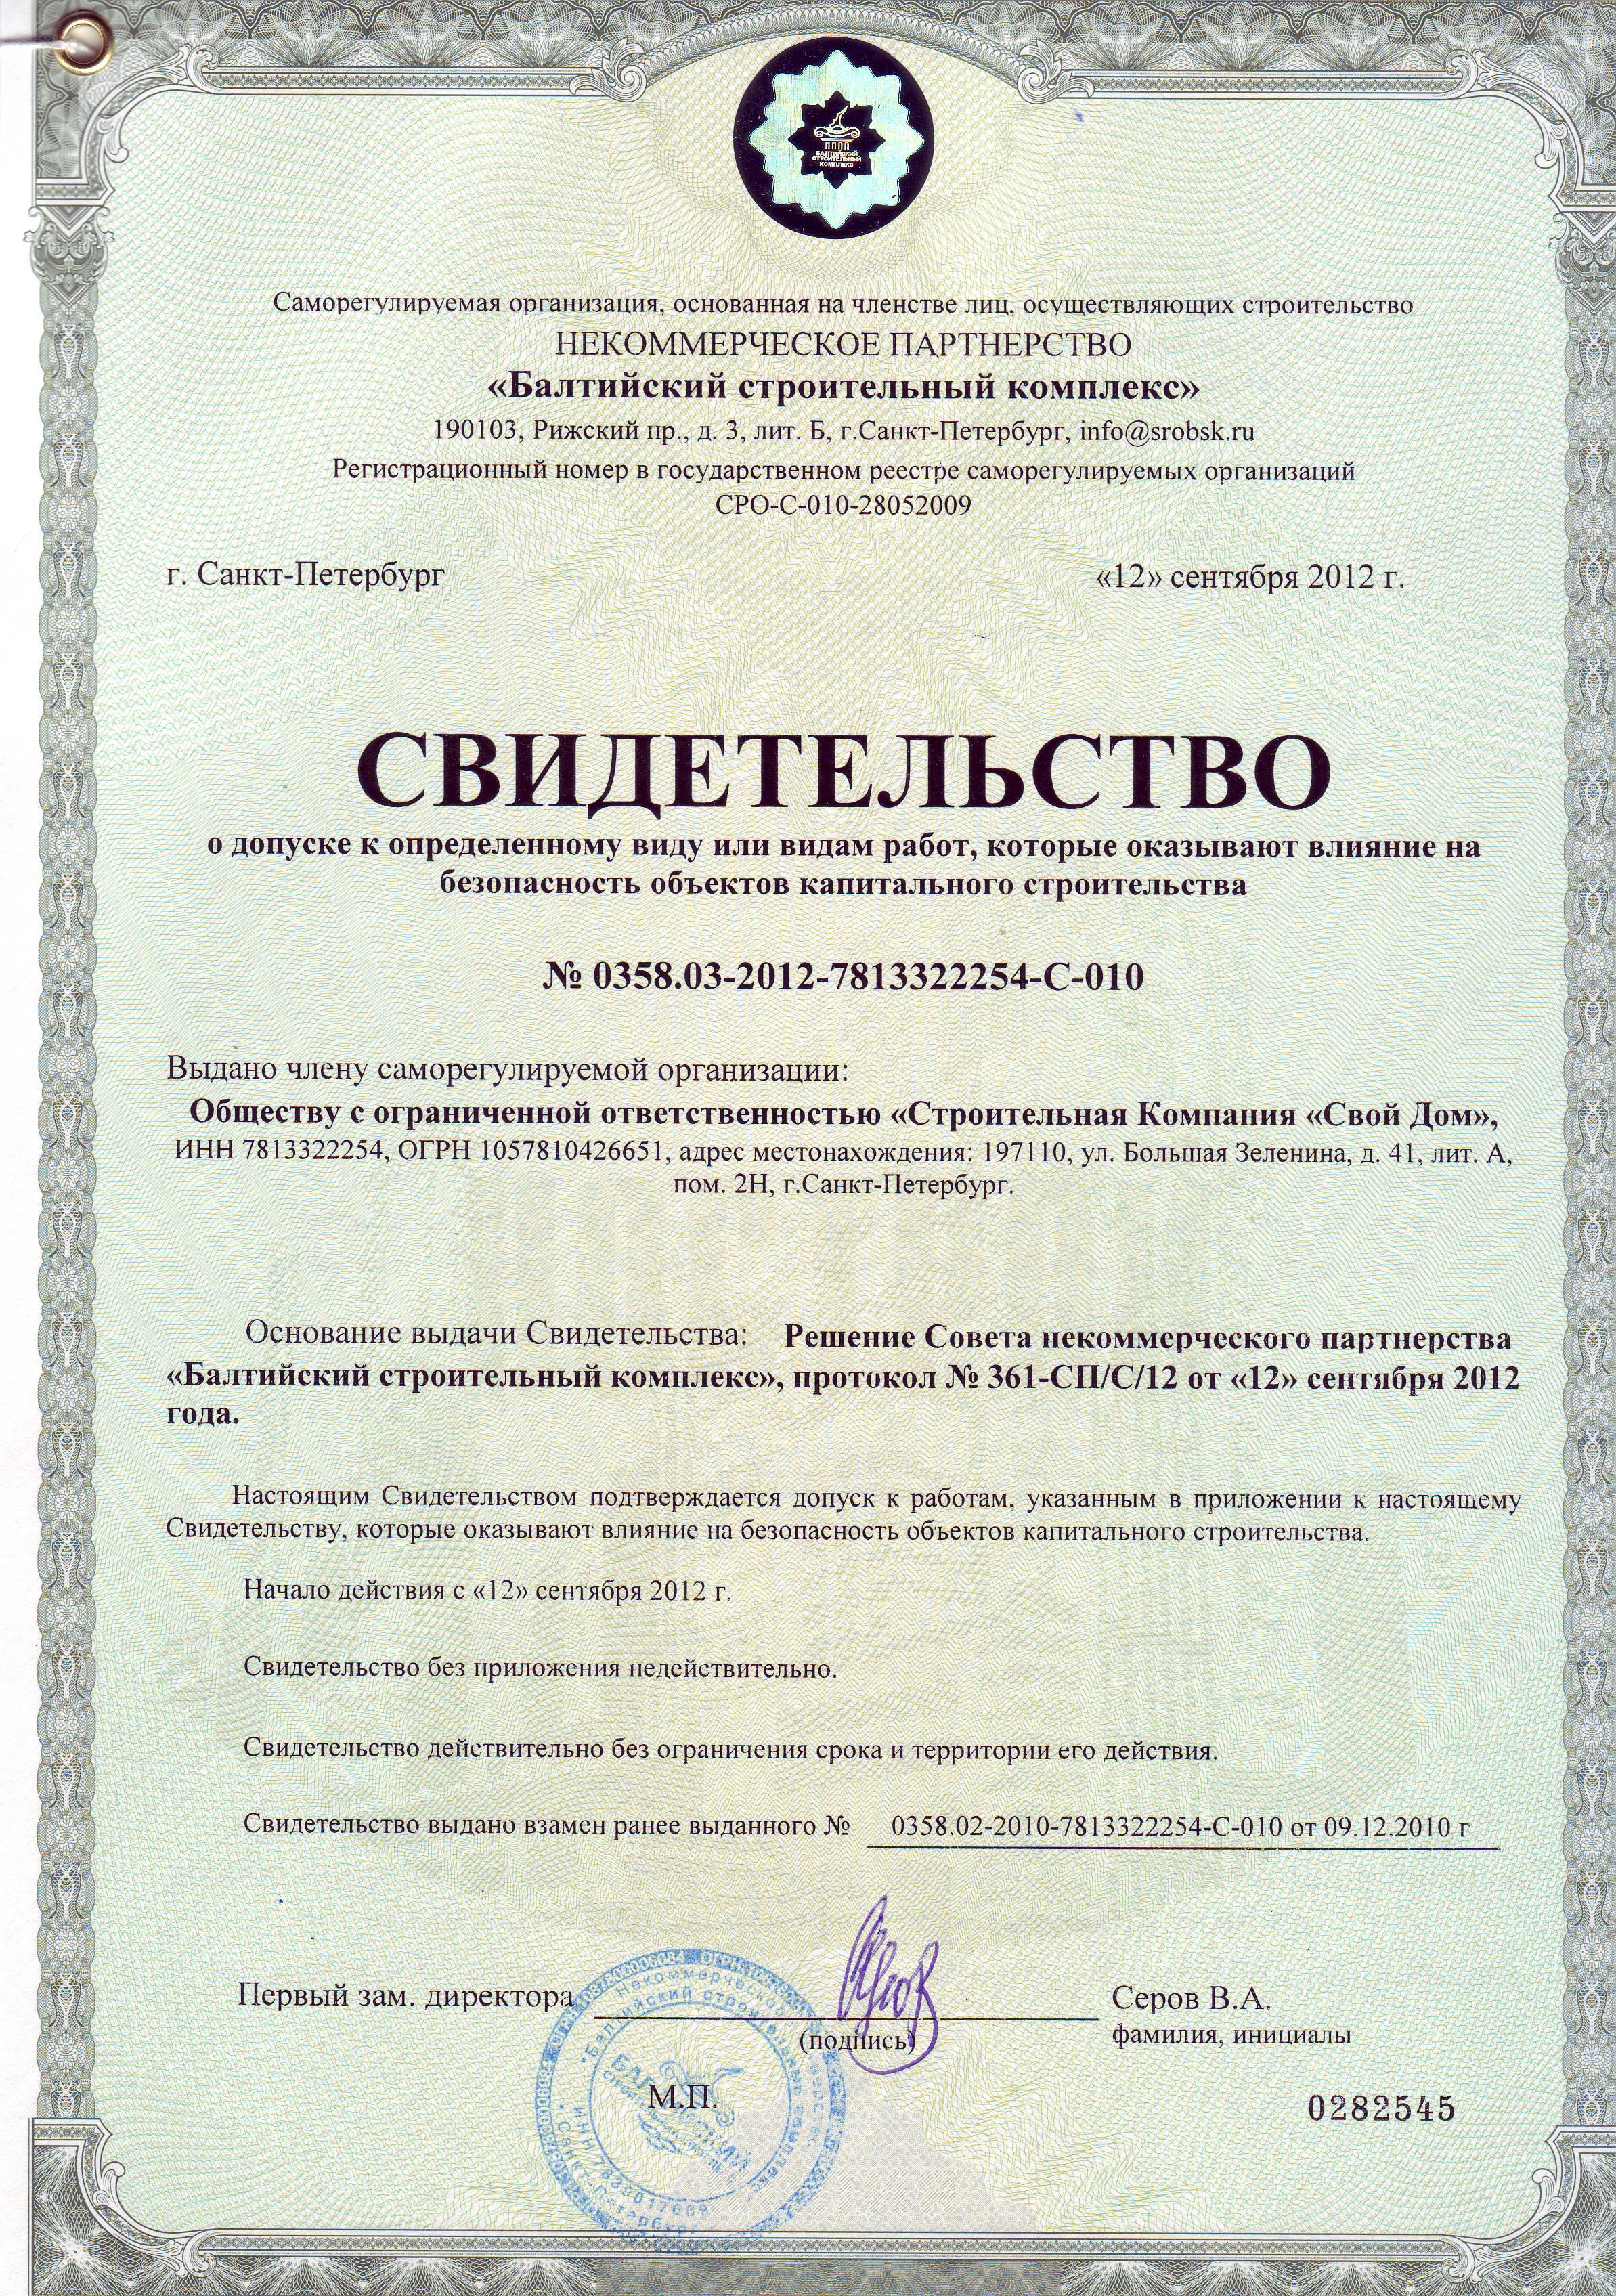 БАЛТИЙСКИЙ
СТРОИТЕЛЬНЫЙ
КОМПЛЕКС
Саморегулируемая организация, основанная на членстве лиц, осуществляющих строительство
НЕКОММЕРЧЕСКОЕ ПАРТНЕРСТВО
«Балтийский строительный комплекс»
190103, Рижский пр., д. 3, лит. Б, г.Санкт-Петербург, info@srobsk.ru
Регистрационный номер в государственном реестре саморегулируемых организаций
СРО-С-010-28052009
г. Санкт-Петербург «12» сентября 2012 г.
СВИДЕТЕЛЬСТВО
о допуске к определенному виду или видам работ, которые оказывают влияние на
безопасность объектов капитального строительства
№ 0358.03-2012-7813322254-С-010
Выдано члену саморегулируемой организации:
Обществу с ограниченной ответственностью «Строительная Компания «Свой Дом»,
ИНН 7813322254, ОГРН 1057810426651, адрес местонахождения: 197110, ул. Большая Зеленина, д. 41, лит. А,
пом. 2Н, г.Санкт-Петербург.
Основание выдачи Свидетельства: Решение Совета некоммерческого партнерства
«Балтийский строительный комплекс», протокол № 361-СП/С/12 от «12» сентября 2012
года.
Настоящим Свидетельством подтверждается допуск к работам, указанным в приложении к настоящему
Свидетельству, которые оказывают влияние на безопасность объектов капитального строительства.
Начало действия с «12» сентября 2012 г.
Свидетельство без приложения недействительно.
Свидетельство действительно без ограничения срока и территории его действия.
Свидетельство выдано взамен ранее выданного № 0358.02-2010-7813322254-С-010 от 09.12.2010 г
Первый зам. директора Серов В.А.
(подпись) фамилия, инициалы
М.П.
0282545
"Балтийский строительный комплекс"
Некоммерческое
Санкт-Петербург